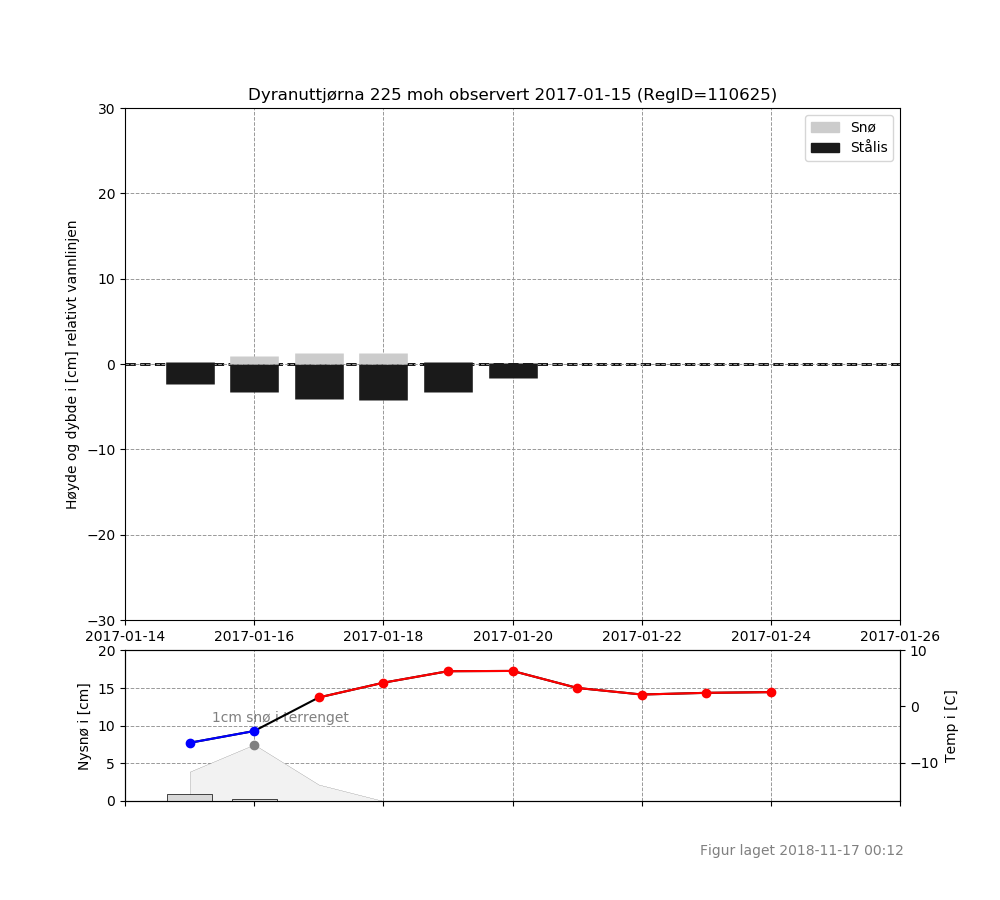 Dyranuttjørna 225 moh observert 2017-01-15 (RegID=110625)
Snø
Stålis
Høyde og dybde i [cm] relativt vannlinjen
30
20
10
0
−10
−20
−30
2017-01-14 2017-01-16 2017-01-18 2017-01-20 2017-01-22 2017-01-24 2017-01-26
Nysnø i [cm]
20
15
10
5
0
1cm snø i terrenget
10
0
−10
Temp i [C]
Figur laget 2018-11-17 00:12